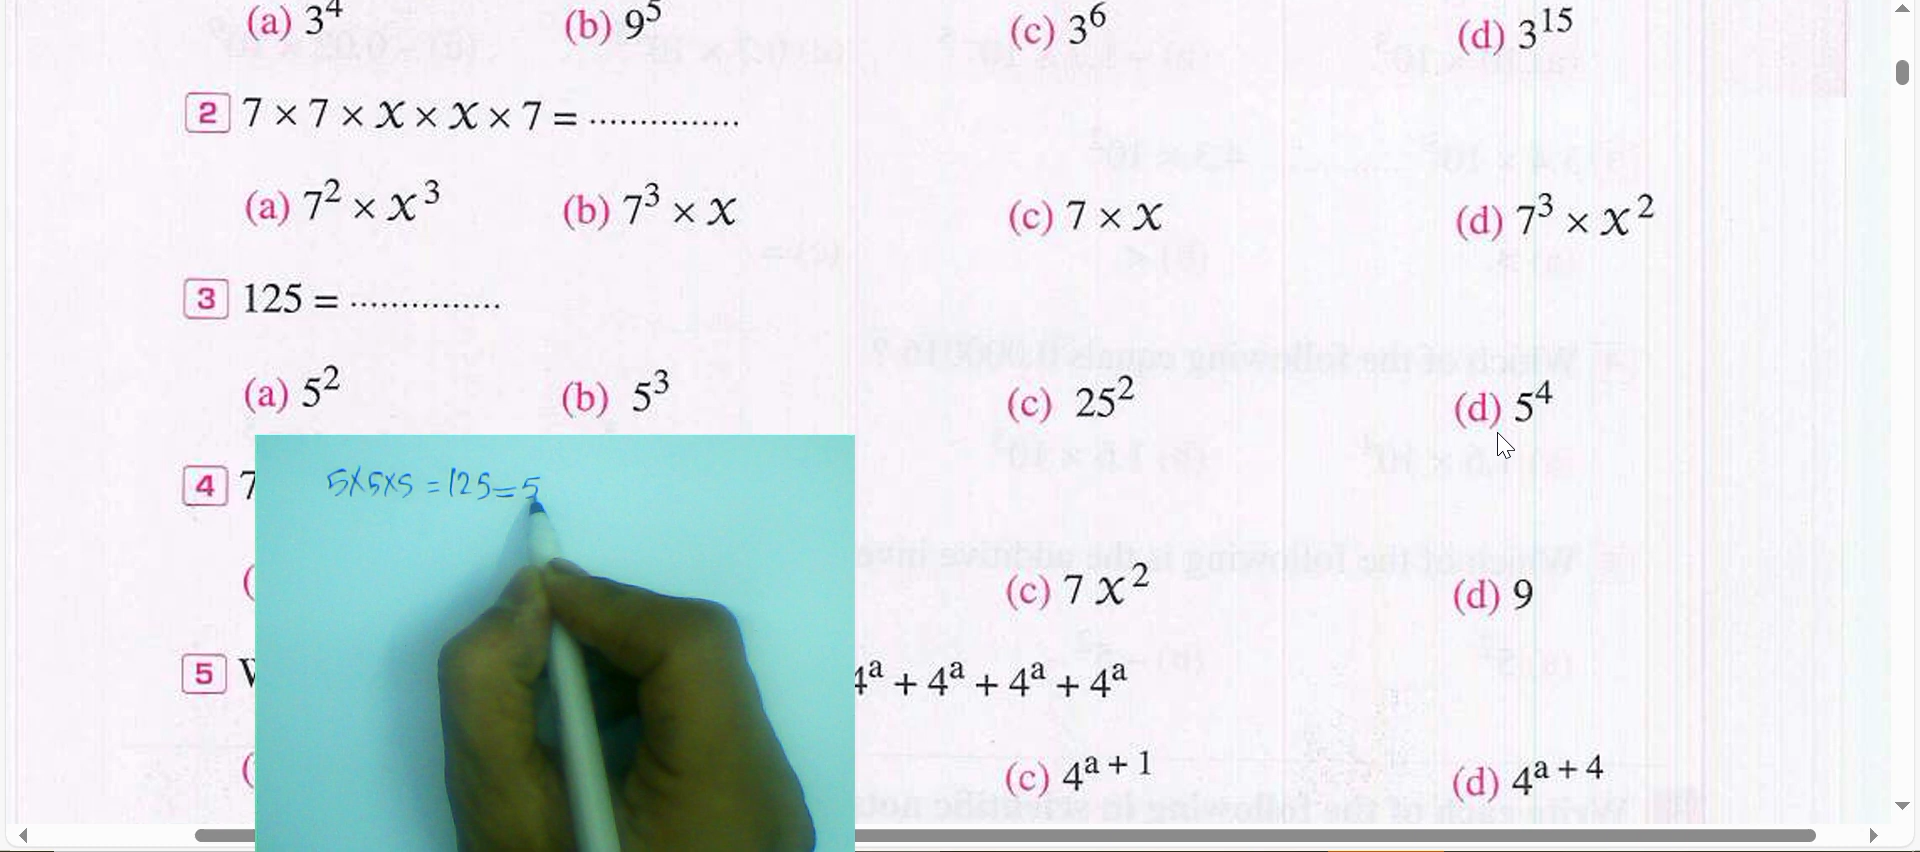 (a) 3⁴ (b) 9⁵ (c) 3⁶ (d) 3¹⁵
2 7 × 7 × x × x × 7 = ...............
(a) 7² × x³ (b) 7³ × x (c) 7 × x (d) 7³ × x²
3 125 = ...............
(a) 5² (b) 5³ (c) 25² (d) 5⁴
5×5×5 = 125 = 5
4 7
(c) 7 x² (d) 9
5 4ᵃ + 4ᵃ + 4ᵃ + 4ᵃ
(c) 4ᵃ⁺¹ (d) 4ᵃ⁺⁴